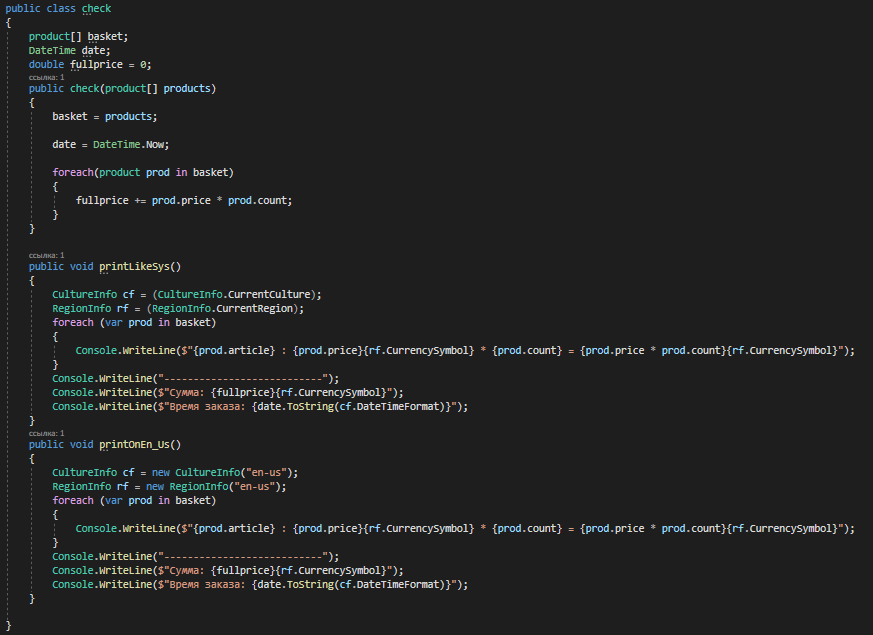 public class check
{
product[] basket;
DateTime date;
double fullprice = 0;
ссылка: 1
public check(product[] products)
{
basket = products;
date = DateTime.Now;
foreach(product prod in basket)
{
fullprice += prod.price * prod.count;
}
}
ссылка: 1
public void printLikeSys()
{
CultureInfo cf = (CultureInfo.CurrentCulture);
RegionInfo rf = (RegionInfo.CurrentRegion);
foreach (var prod in basket)
{
Console.WriteLine($"{prod.article} : {prod.price}{rf.CurrencySymbol} * {prod.count} = {prod.price * prod.count}{rf.CurrencySymbol}");
}
Console.WriteLine("---------------------------");
Console.WriteLine($"Сумма: {fullprice}{rf.CurrencySymbol}");
Console.WriteLine($"Время заказа: {date.ToString(cf.DateTimeFormat)}");
}
ссылка: 1
public void printOnEn_Us()
{
CultureInfo cf = new CultureInfo("en-us");
RegionInfo rf = new RegionInfo("en-us");
foreach (var prod in basket)
{
Console.WriteLine($"{prod.article} : {prod.price}{rf.CurrencySymbol} * {prod.count} = {prod.price * prod.count}{rf.CurrencySymbol}");
}
Console.WriteLine("---------------------------");
Console.WriteLine($"Сумма: {fullprice}{rf.CurrencySymbol}");
Console.WriteLine($"Время заказа: {date.ToString(cf.DateTimeFormat)}");
}
}